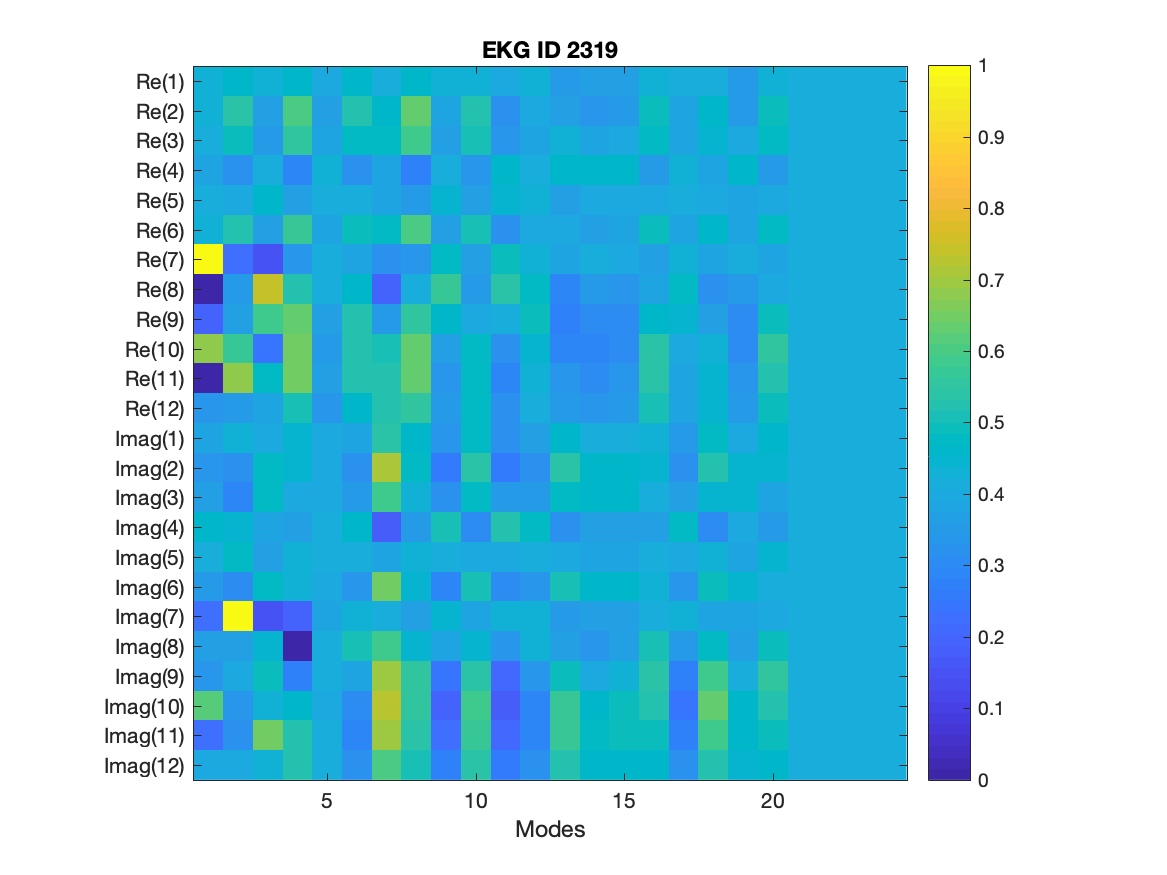 EKG ID 2319
Re(1)
Re(2)
Re(3)
Re(4)
Re(5)
Re(6)
Re(7)
Re(8)
Re(9)
Re(10)
Re(11)
Re(12)
Imag(1)
Imag(2)
Imag(3)
Imag(4)
Imag(5)
Imag(6)
Imag(7)
Imag(8)
Imag(9)
Imag(10)
Imag(11)
Imag(12)
5 10 15 20
Modes
1
0.9
0.8
0.7
0.6
0.5
0.4
0.3
0.2
0.1
0